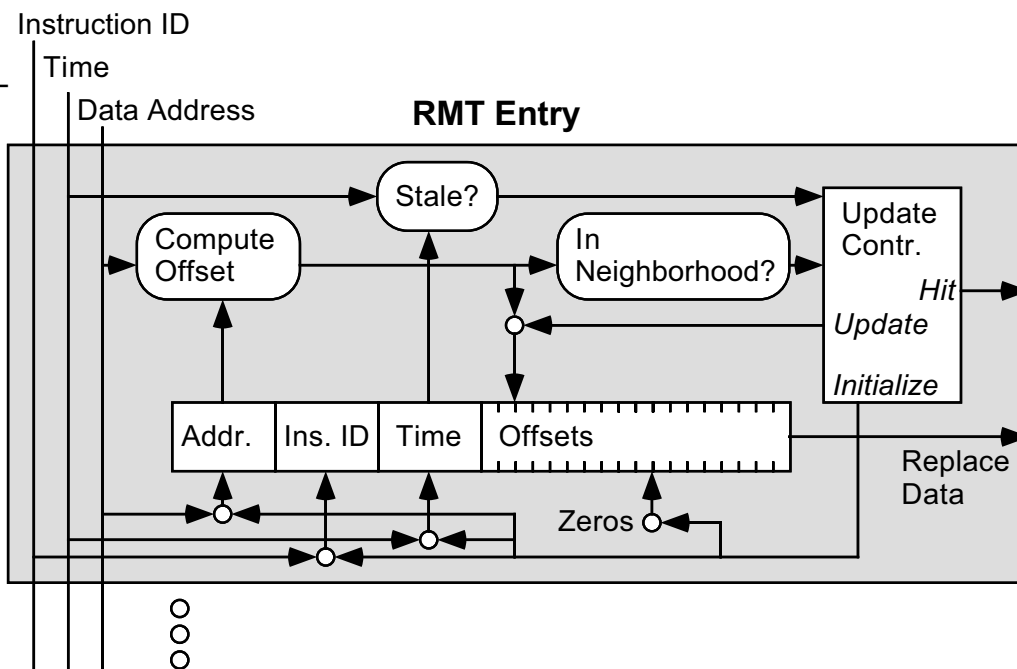 Instruction ID
Time
Data Address
RMT Entry
Stale?
Compute
Offset
In
Neighborhood?
Update
Contr.
Hit
Update
Initialize
Addr.
Ins. ID
Time
Offsets
Replace
Data
Zeros